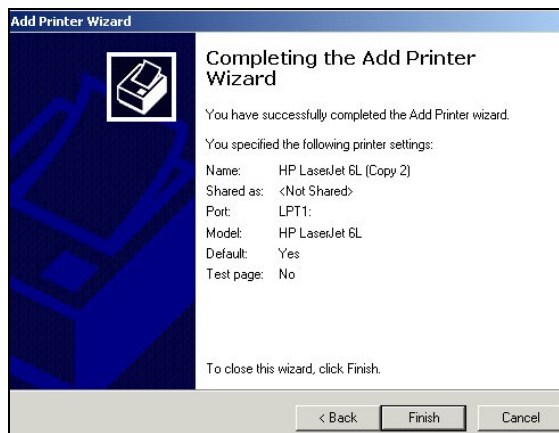 Add Printer Wizard
Completing the Add Printer
Wizard
You have successfully completed the Add Printer wizard.
You specified the following printer settings:
Name: HP LaserJet 6L (Copy 2)
Shared as: <Not Shared>
Port: LPT1:
Model: HP LaserJet 6L
Default: Yes
Test page: No
To close this wizard, click Finish.
< Back Finish Cancel